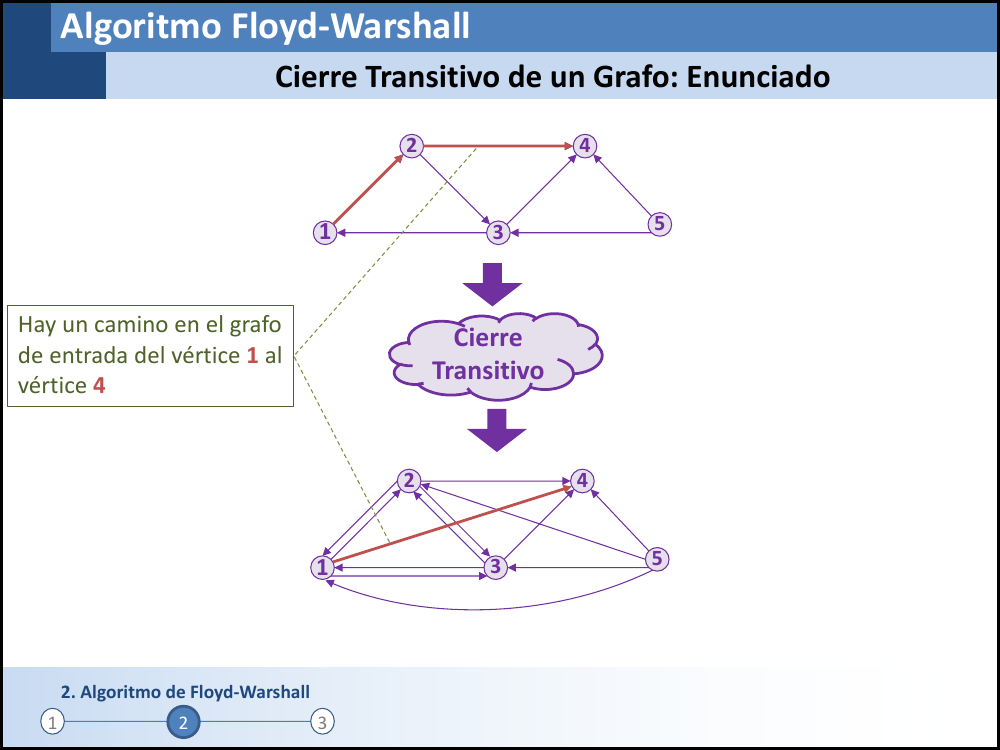 Algoritmo Floyd-Warshall
Cierre Transitivo de un Grafo: Enunciado
2
4
1
3
5
Hay un camino en el grafo
de entrada del vértice 1 al
vértice 4
Cierre
Transitivo
2
4
1
3
5
2. Algoritmo de Floyd-Warshall
1
2
3